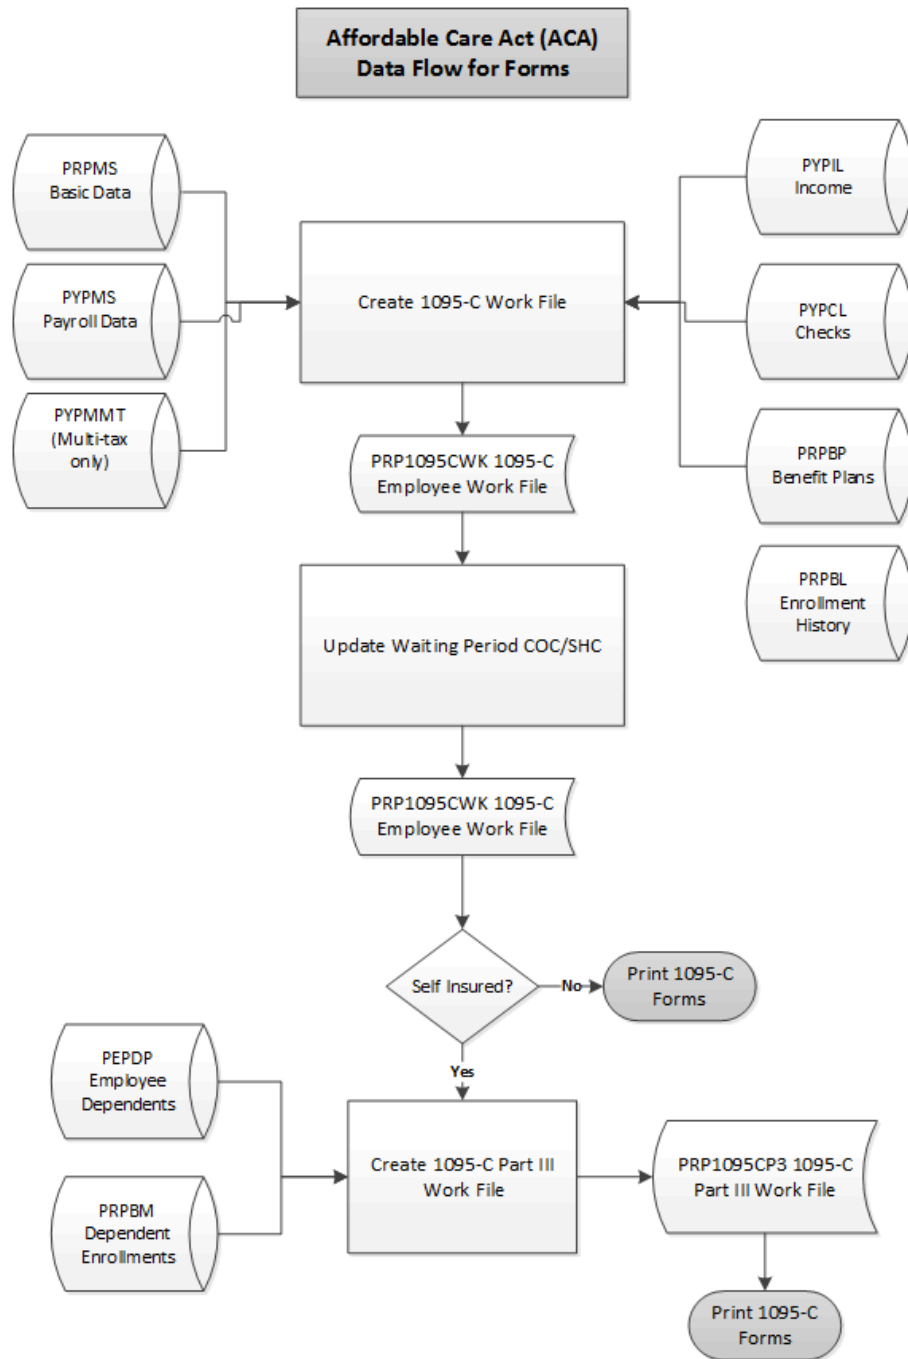 Affordable Care Act (ACA)
Data Flow for Forms
PRPMS
Basic Data
PYPIL
Income
PYPMS
Payroll Data
Create 1095-C Work File
PYPCL
Checks
PYPMMT
(Multi-tax
only)
PRP1095CWK 1095-C
Employee Work File
PRPBP
Benefit Plans
PRPBL
Enrollment
History
Update Waiting Period COC/SHC
PRP1095CWK 1095-C
Employee Work File
Self Insured?
No
Print 1095-C
Forms
Yes
PEPDP
Employee
Dependents
Create 1095-C Part III
Work File
PRP1095CP3 1095-C
Part III Work File
PRPBM
Dependent
Enrollments
Print 1095-C
Forms